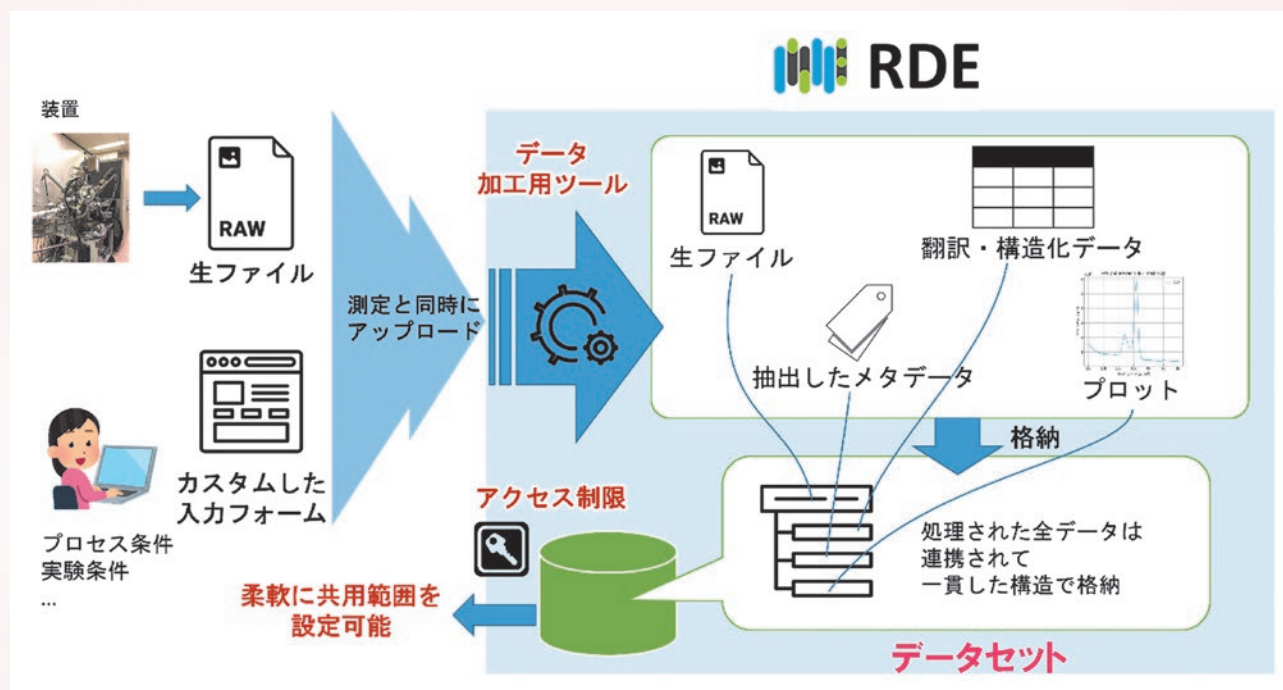 RDE
装置
RAW
生ファイル
測定と同時に
アップロード
カスタムした
入力フォーム
プロセス条件
実験条件
...
データ
加工用ツール
RAW
生ファイル
翻訳・構造化データ
抽出したメタデータ
プロット
格納
処理された全データは
連携されて
一貫した構造で格納
データセット
アクセス制限
柔軟に共用範囲を
設定可能